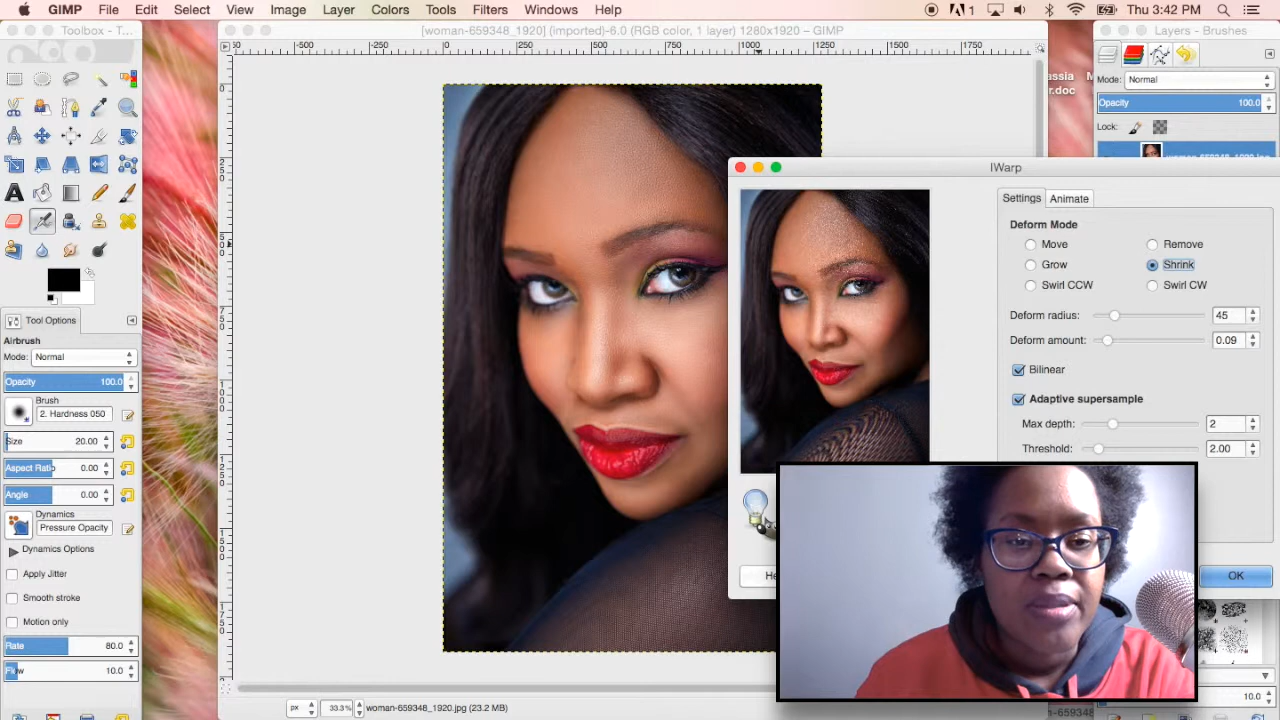 GIMP File Edit Select View Image Layer Colors Tools Filters Windows Help
1 Thu 3:42 PM
Toolbox - T...
[woman-659348_1920] (imported)-6.0 (RGB color, 1 layer) 1280x1920 – GIMP
Layers - Brushes
-500 -250 0 250 500 750 1000 1250 1500 1750
assia
r.doc
Mode: Normal
Opacity 100.0
Lock:
Tool Options
Airbrush
Mode: Normal
Opacity 100.0
Brush
2. Hardness 050
Size 20.00
Aspect Ratio 0.00
Angle 0.00
Dynamics
Pressure Opacity
Dynamics Options
Apply Jitter
Smooth stroke
Motion only
Rate 80.0
Flow 10.0
px 33.3% woman-659348_1920.jpg (23.2 MB)
IWarp
Settings Animate
Deform Mode
Move Remove
Grow Shrink
Swirl CCW Swirl CW
Deform radius: 45
Deform amount: 0.09
Bilinear
Adaptive supersample
Max depth: 2
Threshold: 2.00
He
OK
10.0